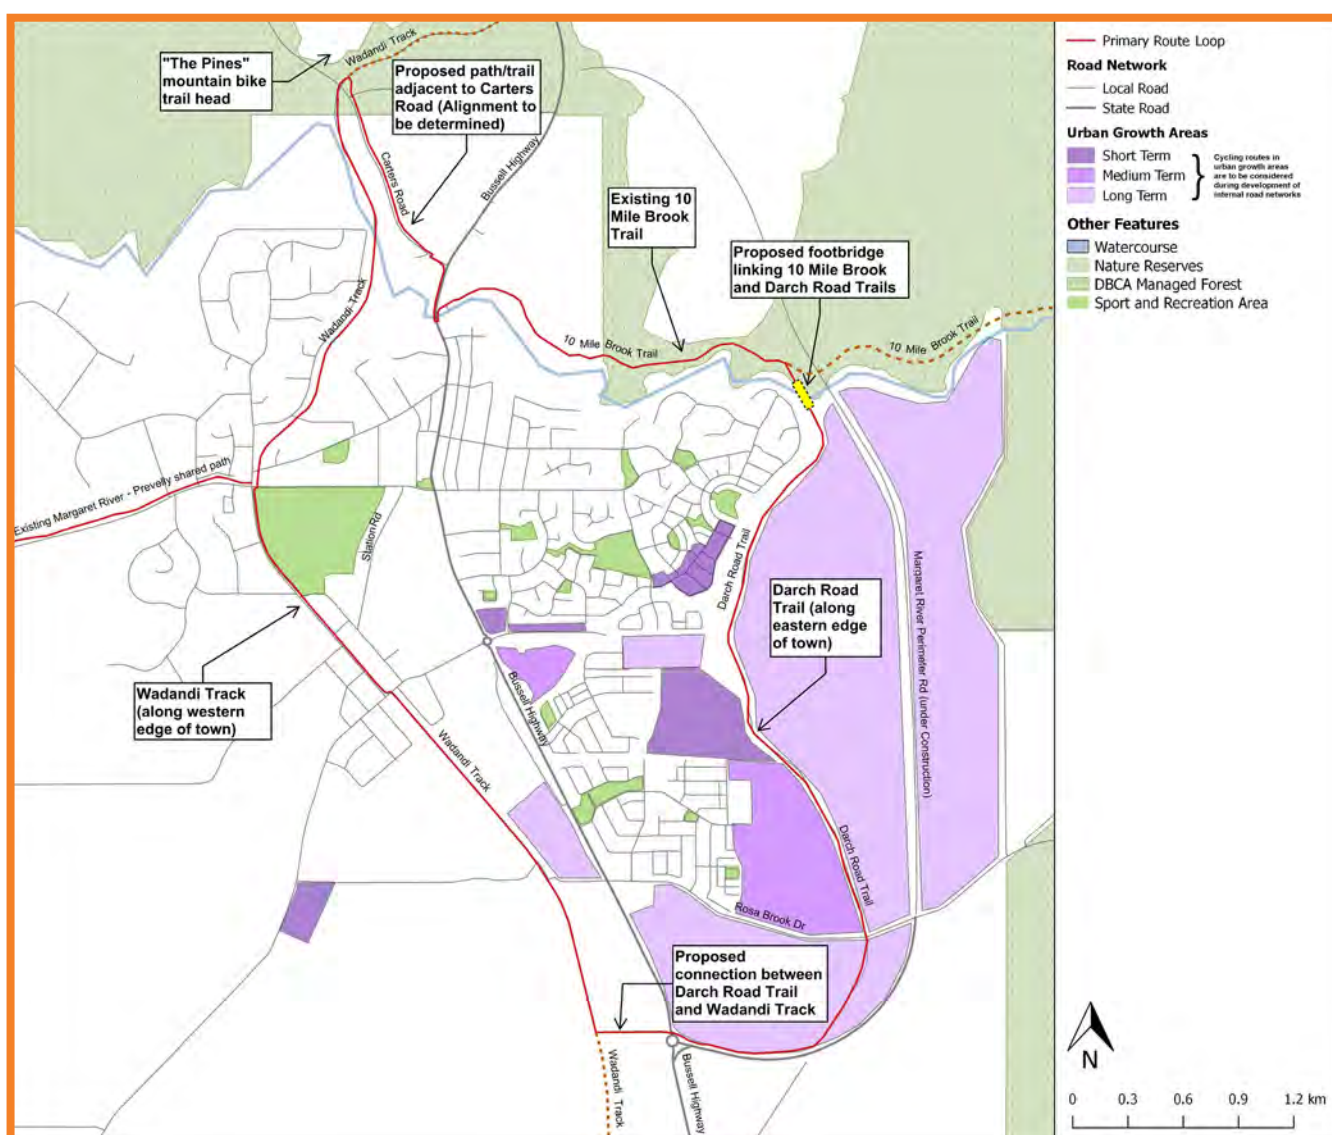 Wadandi Track
"The Pines"
mountain bike
trail head
Proposed path/trail
adjacent to Carters
Road (Alignment to
be determined)
Carters Road
Bussell Highway
Existing 10
Mile Brook
Trail
Proposed footbridge
linking 10 Mile Brook
and Darch Road Trails
Wadandi Track
10 Mile Brook Trail
10 Mile Brook Trail
Existing Margaret River - Prevelly shared path
Station Rd
Darch Road Trail
Margaret River Perimeter Rd (under Construction)
Darch Road
Trail (along
eastern edge
of town)
Wadandi Track
(along western
edge of town)
Bussell Highway
Wadandi Track
Darch Road Trail
Rosa Brook Dr
Proposed
connection between
Darch Road Trail
and Wadandi Track
Wadandi Track
Bussell Highway
Primary Route Loop
Road Network
Local Road
State Road
Urban Growth Areas
Short Term
Medium Term
Long Term
Cycling routes in
urban growth areas
are to be considered
during development of
internal road networks
Other Features
Watercourse
Nature Reserves
DBCA Managed Forest
Sport and Recreation Area
N
0 0.3 0.6 0.9 1.2 km